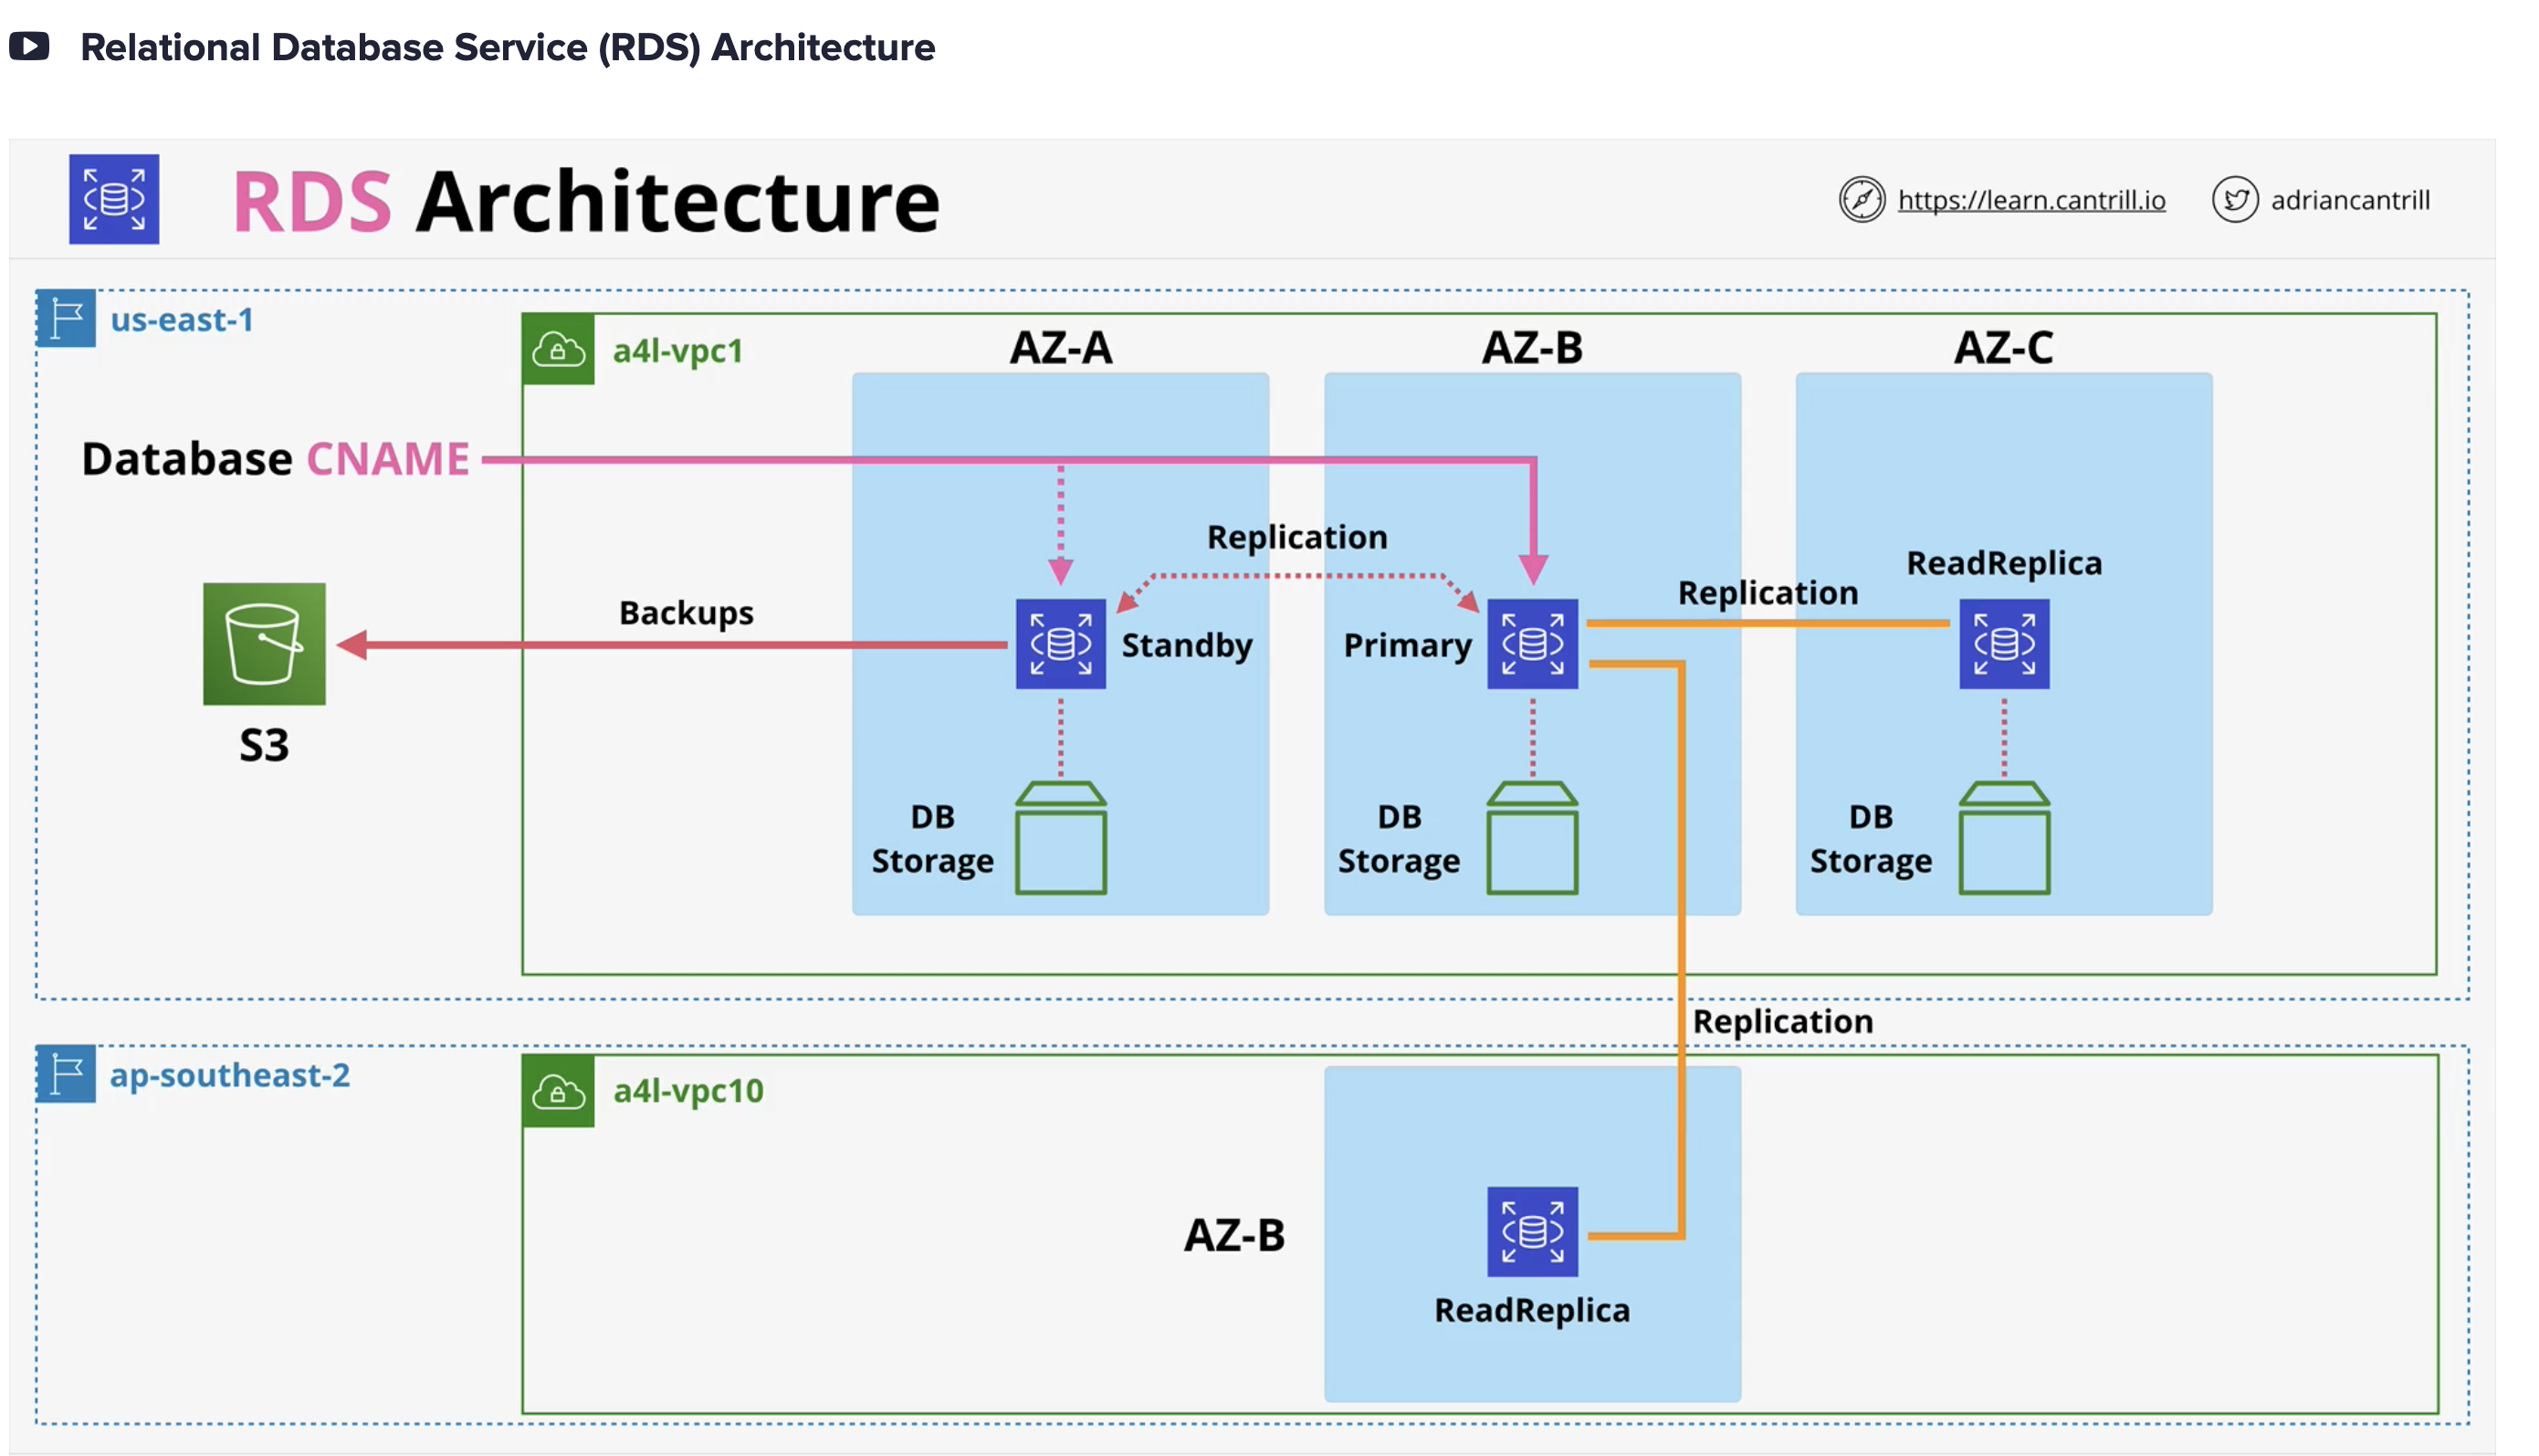 Relational Database Service (RDS) Architecture
RDS Architecture
https://learn.cantrill.io
adriancantrill
us-east-1
a4l-vpc1
AZ-A
AZ-B
AZ-C
Database CNAME
Replication
ReadReplica
Replication
Backups
Standby
Primary
S3
DB
Storage
DB
Storage
DB
Storage
Replication
ap-southeast-2
a4l-vpc10
AZ-B
ReadReplica